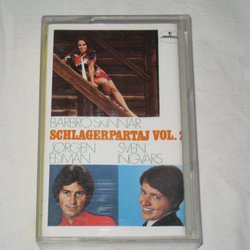 BARBRO SKINNAR
SCHLAGERPARTAJ VOL. 2
JÖRGEN SVEN
EDMAN INGVARS